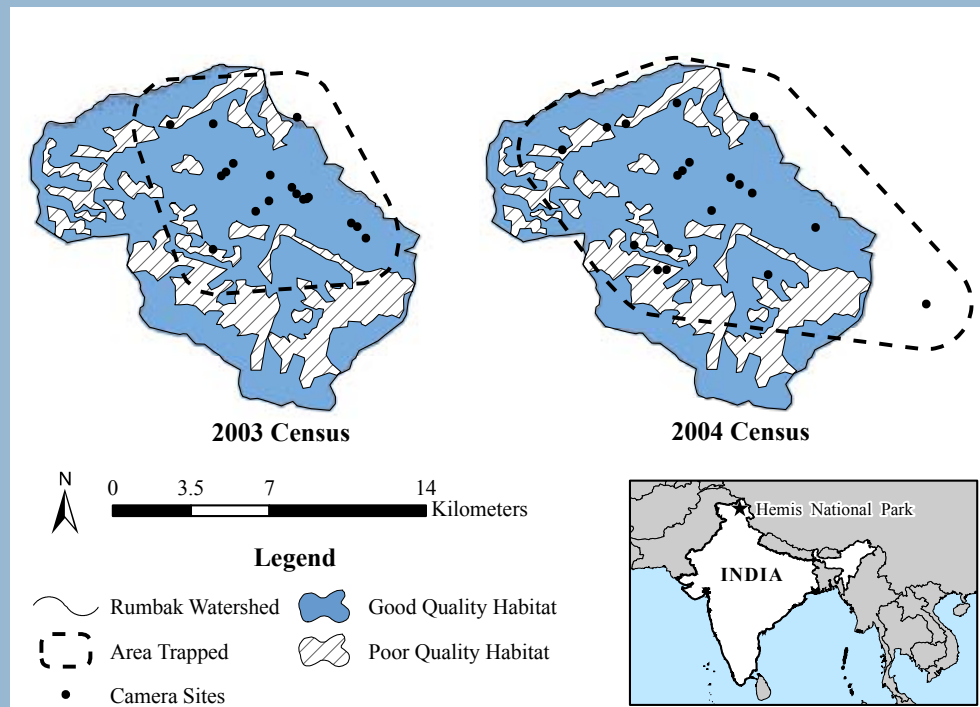 2003 Census
2004 Census
N
0 3.5 7 14
Kilometers
Legend
Rumbak Watershed
Good Quality Habitat
Area Trapped
Poor Quality Habitat
Camera Sites
Hemis National Park
INDIA